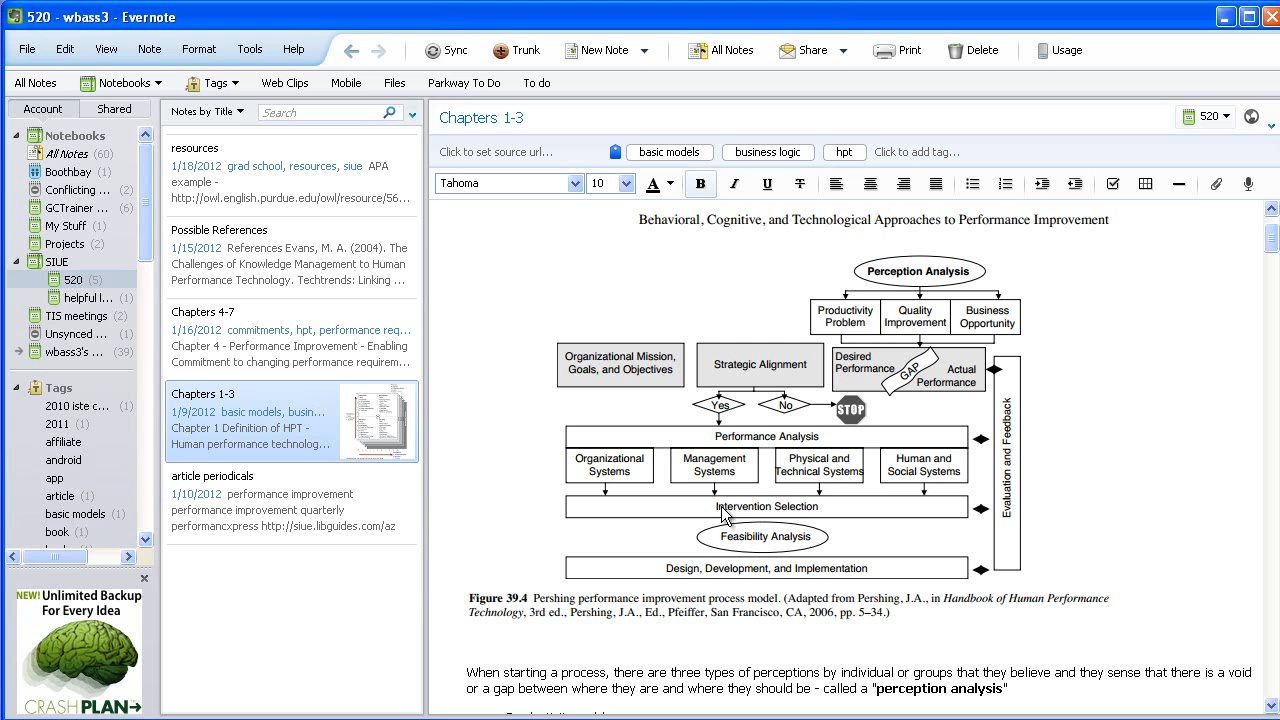 520 - wbass3 - Evernote
File Edit View Note Format Tools Help
Sync Trunk New Note All Notes Share Print Delete Usage
All Notes Notebooks Tags Web Clips Mobile Files Parkway To Do To do
Account Shared
Notebooks
All Notes (60)
Boothbay (1)
Conflicting ... (2)
GCTrainer ... (6)
My Stuff (1)
Projects (2)
SIUE
520 (5)
helpful l... (1)
TIS meetings (2)
Unsynced ...
wbass3's ... (39)
Tags
2010 iste c...
2011 (1)
affiliate
android
app
article (1)
basic models (1)
book (1)
NEW! Unlimited Backup
For Every Idea
CRASHPLAN
Notes by Title Search
resources
1/18/2012 grad school, resources, siue APA
example -
http://owl.english.purdue.edu/owl/resource/56...
Possible References
1/15/2012 References Evans, M. A. (2004). The
Challenges of Knowledge Management to Human
Performance Technology. Techtrends: Linking ...
Chapters 4-7
1/16/2012 commitments, hpt, performance req...
Chapter 4 - Performance Improvement - Enabling
Commitment to changing performance requirem...
Chapters 1-3
1/9/2012 basic models, busin...
Chapter 1 Definition of HPT -
Human performance technolog...
article periodicals
1/10/2012 performance improvement
performance improvement quarterly
performancxpress http://siue.libguides.com/az
Chapters 1-3 520
Click to set source url... basic models business logic hpt Click to add tag...
Tahoma 10 A B I U T
Behavioral, Cognitive, and Technological Approaches to Performance Improvement
Perception Analysis
Productivity
Problem
Quality
Improvement
Business
Opportunity
Organizational Mission,
Goals, and Objectives
Strategic Alignment
Desired
Performance
GAP
Actual
Performance
Yes No STOP
Performance Analysis
Organizational
Systems
Management
Systems
Physical and
Technical Systems
Human and
Social Systems
Evaluation and Feedback
Intervention Selection
Feasibility Analysis
Design, Development, and Implementation
Figure 39.4 Pershing performance improvement process model. (Adapted from Pershing, J.A., in Handbook of Human Performance
Technology, 3rd ed., Pershing, J.A., Ed., Pfeiffer, San Francisco, CA, 2006, pp. 5–34.)
When starting a process, there are three types of perceptions by individual or groups that they believe and they sense that there is a void
or a gap between where they are and where they should be - called a "perception analysis"